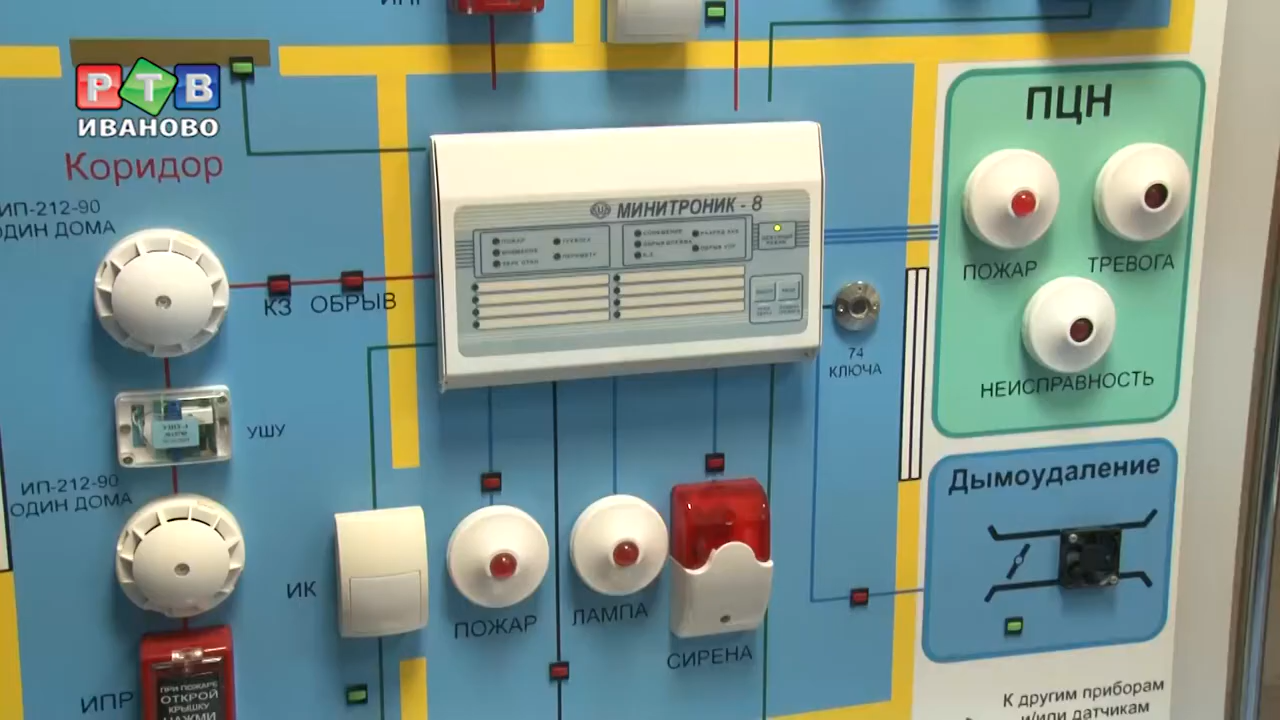 РТВ
ИВАНОВО
Коридор
ИП-212-90
ОДИН ДОМА
КЗ ОБРЫВ
УШУ
ИП-212-90
ОДИН ДОМА
ИПР
ПРИ ПОЖАРЕ
ОТКРОЙ
КРЫШКУ
НАЖМИ
МИНИТРОНИК - 8
74
КЛЮЧА
ИК
ПОЖАР
ЛАМПА
СИРЕНА
ПЦН
ПОЖАР
ТРЕВОГА
НЕИСПРАВНОСТЬ
Дымоудаление
К другим приборам
и/или датчикам